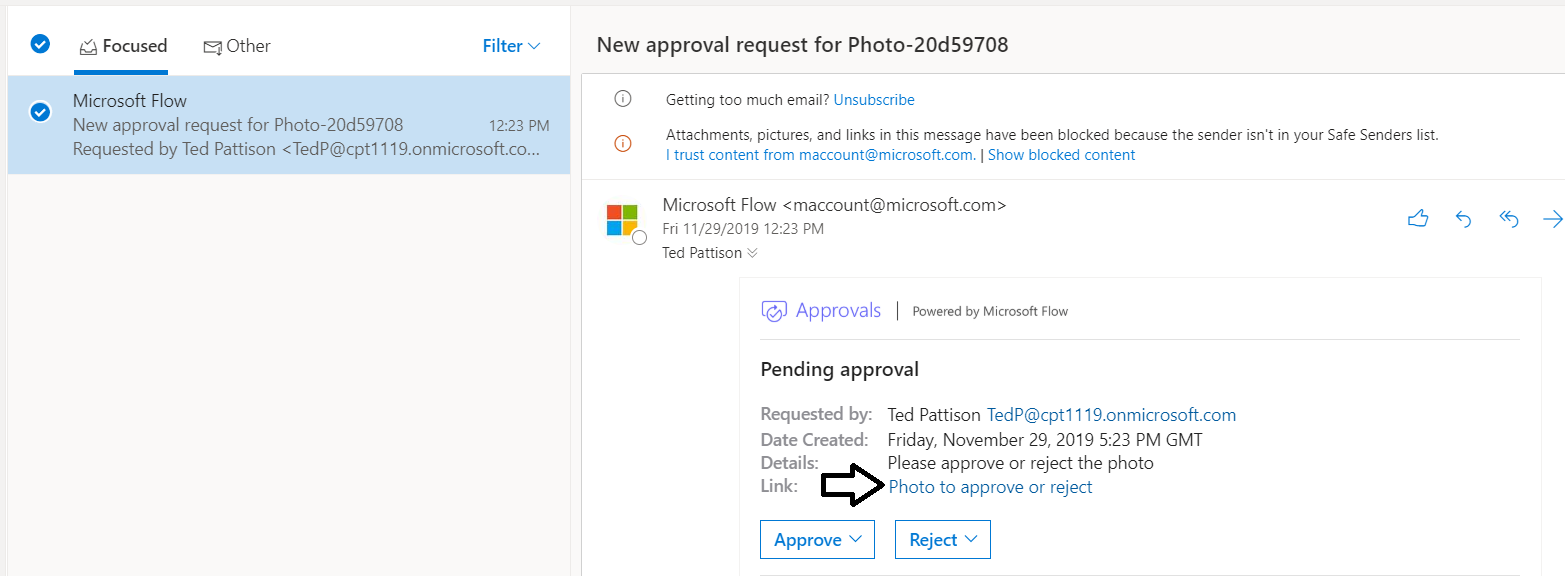 Focused Other Filter
Microsoft Flow
New approval request for Photo-20d59708 12:23 PM
Requested by Ted Pattison <TedP@cpt1119.onmicrosoft.co...
New approval request for Photo-20d59708
Getting too much email? Unsubscribe
Attachments, pictures, and links in this message have been blocked because the sender isn't in your Safe Senders list.
I trust content from maccount@microsoft.com. | Show blocked content
Microsoft Flow <maccount@microsoft.com>
Fri 11/29/2019 12:23 PM
Ted Pattison
Approvals | Powered by Microsoft Flow
Pending approval
Requested by: Ted Pattison TedP@cpt1119.onmicrosoft.com
Date Created: Friday, November 29, 2019 5:23 PM GMT
Details: Please approve or reject the photo
Link: Photo to approve or reject
Approve Reject